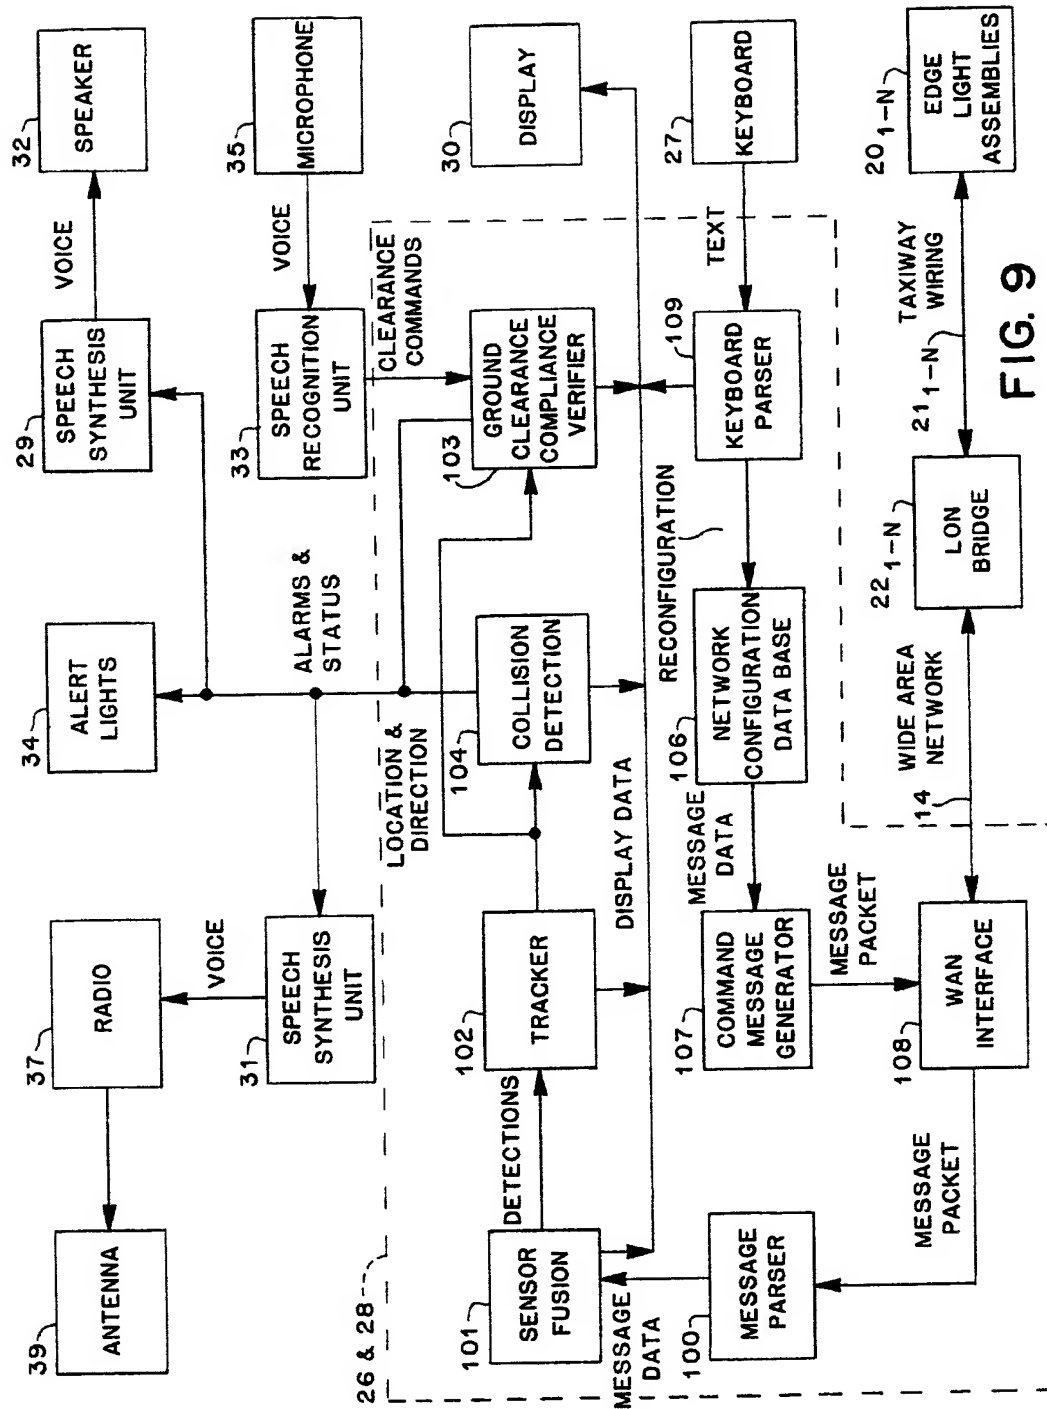 39
ANTENNA
37
RADIO
34
ALERT
LIGHTS
29
SPEECH
SYNTHESIS
UNIT
VOICE
32
SPEAKER
VOICE
31
SPEECH
SYNTHESIS
UNIT
ALARMS &
STATUS
33
SPEECH
RECOGNITION
UNIT
VOICE
35
MICROPHONE
26 & 28
LOCATION &
DIRECTION
CLEARANCE
COMMANDS
101
SENSOR
FUSION
DETECTIONS
102
TRACKER
104
COLLISION
DETECTION
103
GROUND
CLEARANCE
COMPLIANCE
VERIFIER
30
DISPLAY
MESSAGE
DATA
DISPLAY DATA
RECONFIGURATION
109
TEXT
27
KEYBOARD
100
MESSAGE
PARSER
107
COMMAND
MESSAGE
GENERATOR
MESSAGE
DATA
106
NETWORK
CONFIGURATION
DATA BASE
KEYBOARD
PARSER
MESSAGE
PACKET
MESSAGE
PACKET
108
WAN
INTERFACE
14
WIDE AREA
NETWORK
22 1-N
LON
BRIDGE
21 1-N
TAXIWAY
WIRING
20 1-N
EDGE
LIGHT
ASSEMBLIES
FIG. 9